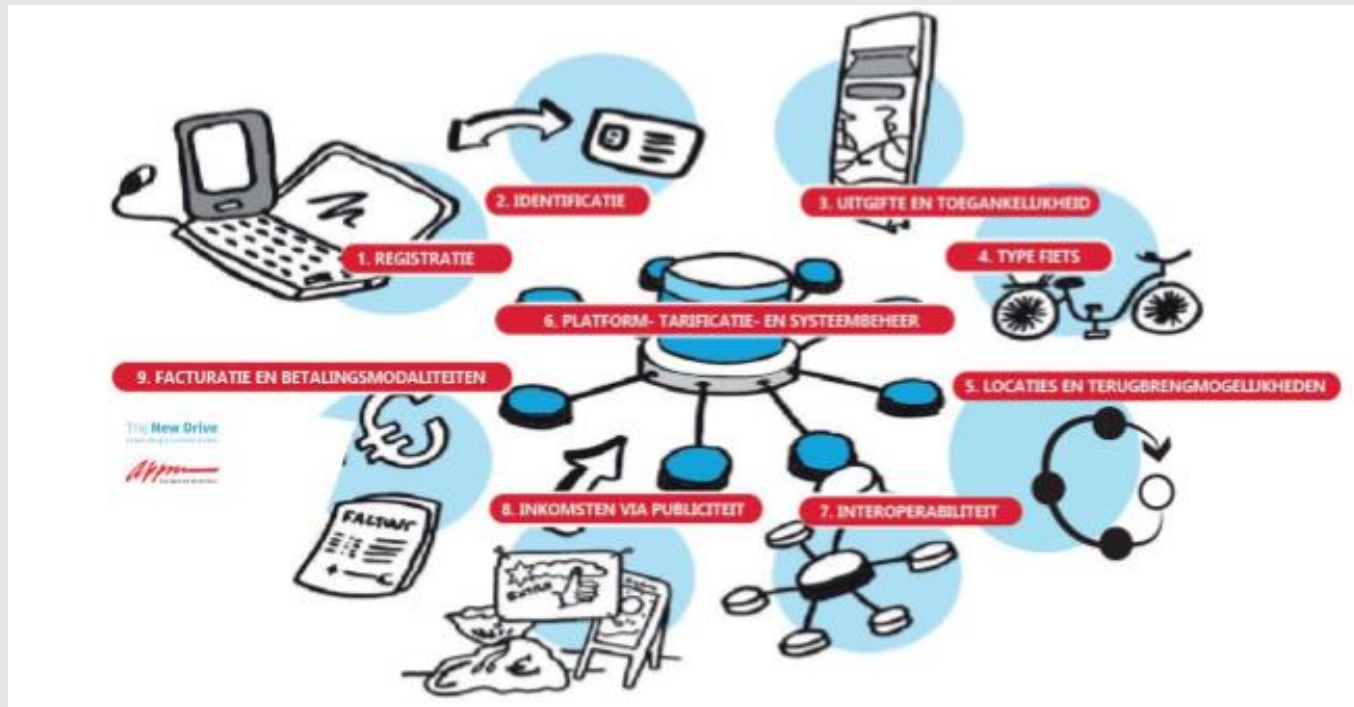 2. IDENTIFICATIE
3. UITGIFTE EN TOEGANKELIJKHEID
1. REGISTRATIE
4. TYPE FIETS
6. PLATFORM- TARIFICATIE- EN SYSTEEMBEHEER
9. FACTURATIE EN BETALINGSMODALITEITEN
5. LOCATIES EN TERUGBRENGMOGELIJKHEDEN
The New Drive
8. INKOMSTEN VIA PUBLICITEIT
7. INTEROPERABILITEIT
FACTUUR